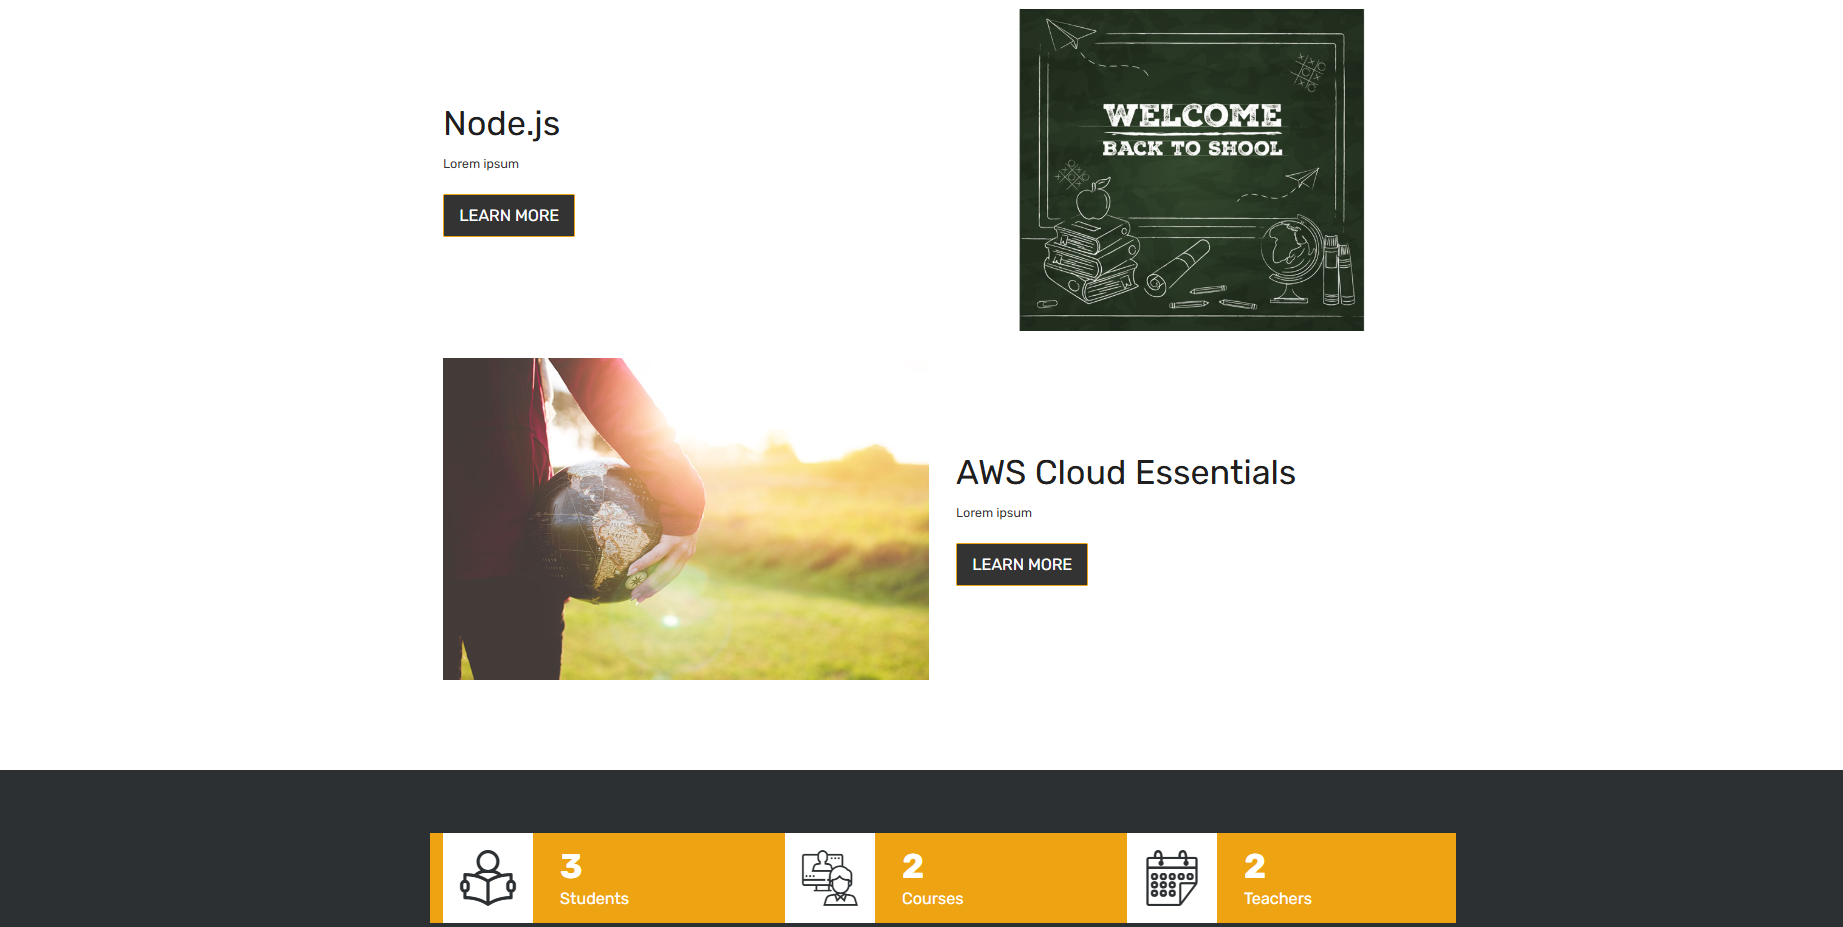 Node.js
Lorem ipsum
LEARN MORE
WELCOME
BACK TO SHOOL
AWS Cloud Essentials
Lorem ipsum
LEARN MORE
3
Students
2
Courses
2
Teachers